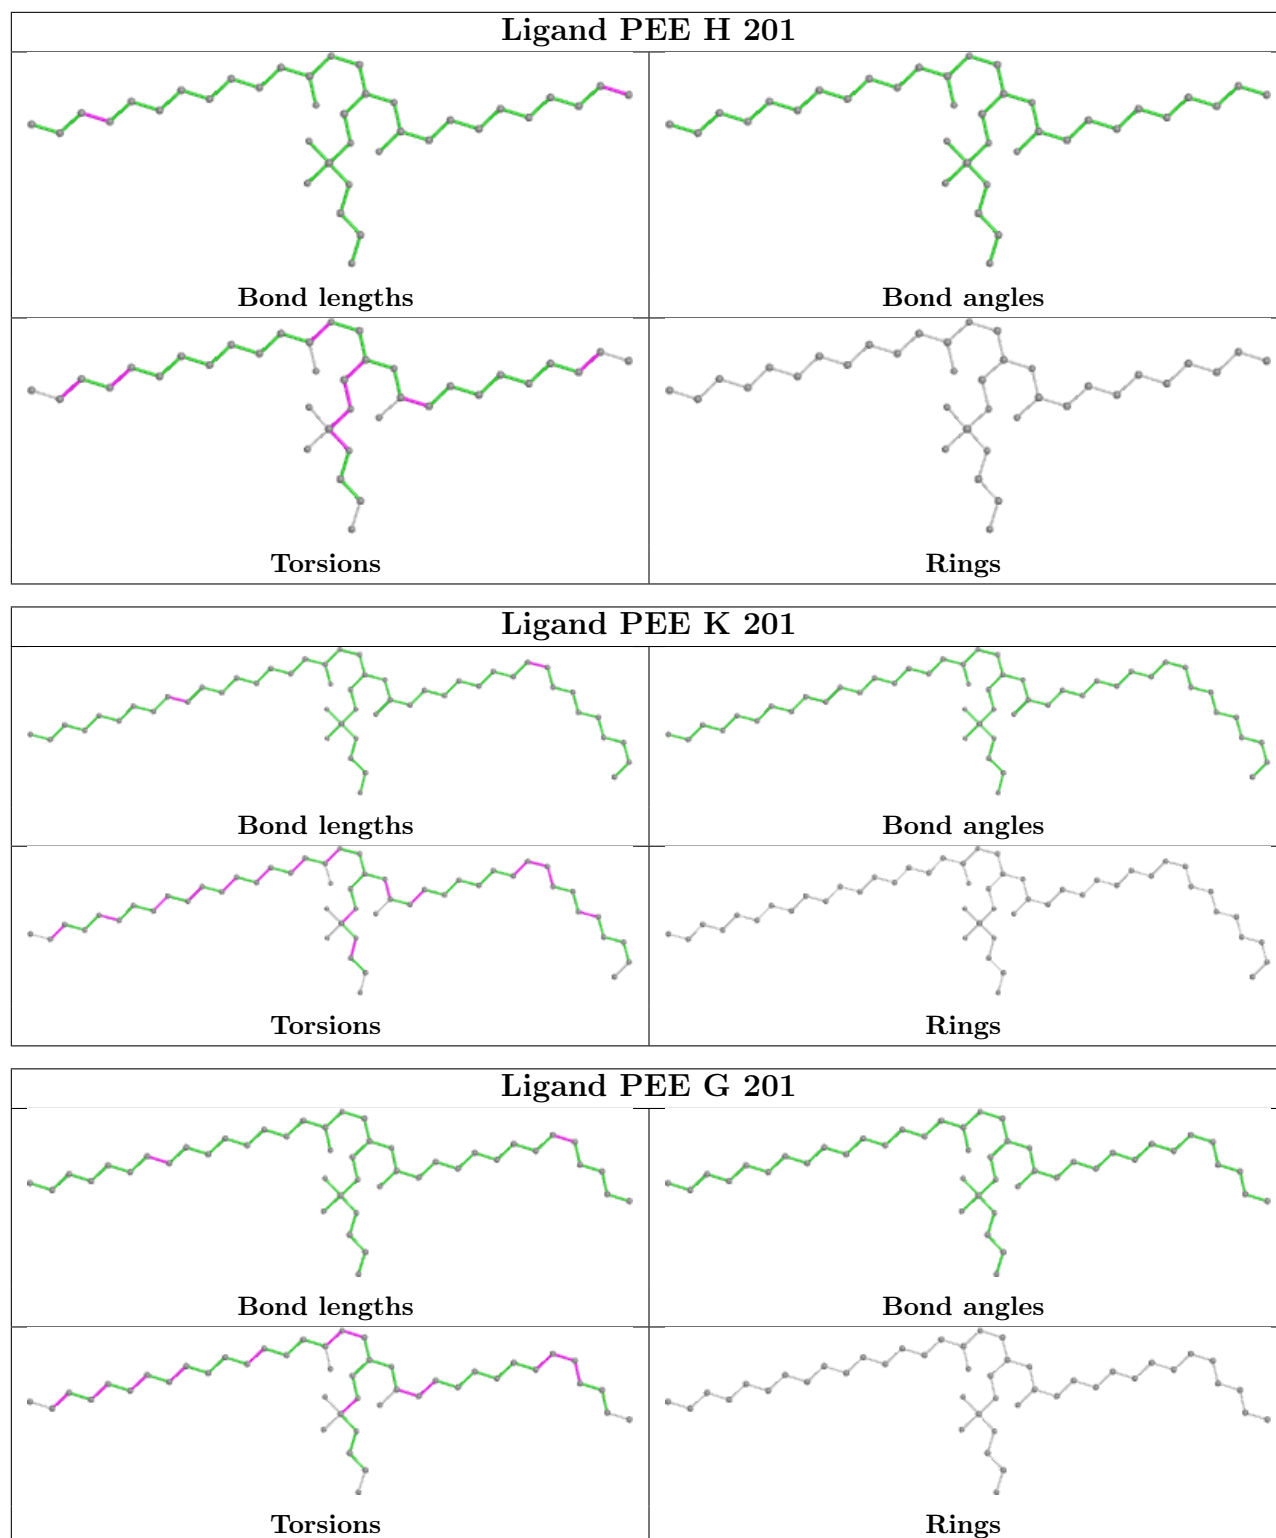 Ligand PEE H 201
Bond lengths
Bond angles
Torsions
Rings
Ligand PEE K 201
Bond lengths
Bond angles
Torsions
Rings
Ligand PEE G 201
Bond lengths
Bond angles
Torsions
Rings